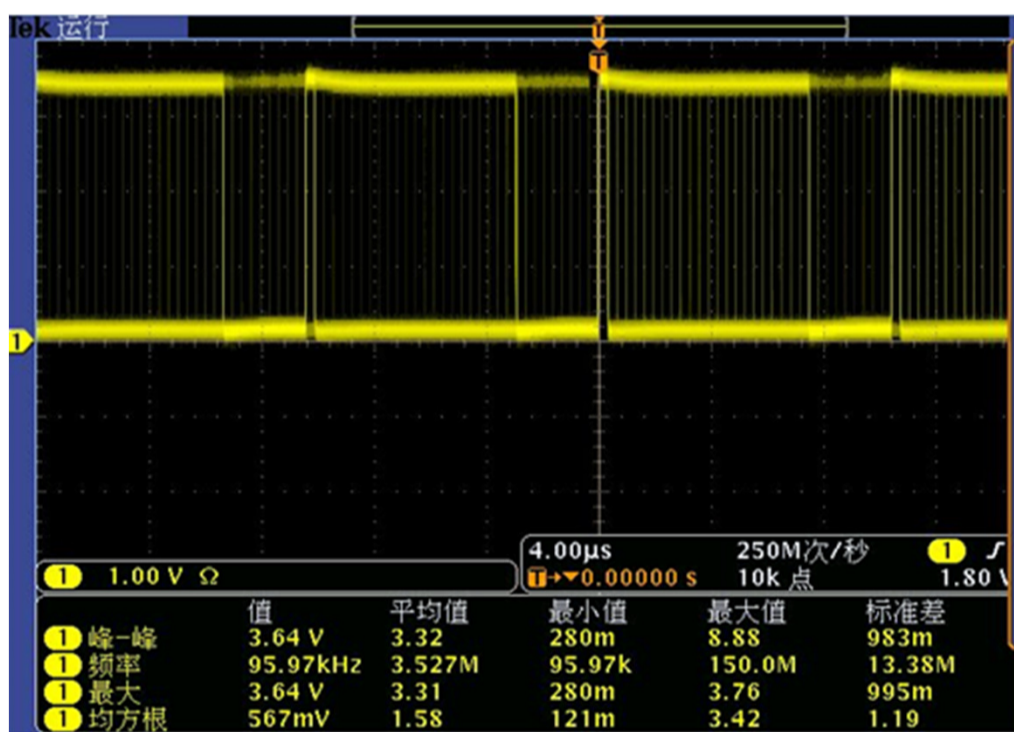 Tek 运行
U
T
1
4.00μs 250M次/秒 1 ∫
1 1.00 V Ω
T→▼0.00000 s 10k 点 1.80 V
值 平均值 最小值 最大值 标准差
1 峰-峰 3.64 V 3.32 280m 8.88 983m
1 频率 95.97kHz 3.527M 95.97k 150.0M 13.38M
1 最大 3.64 V 3.31 280m 3.76 995m
1 均方根 567mV 1.58 121m 3.42 1.19